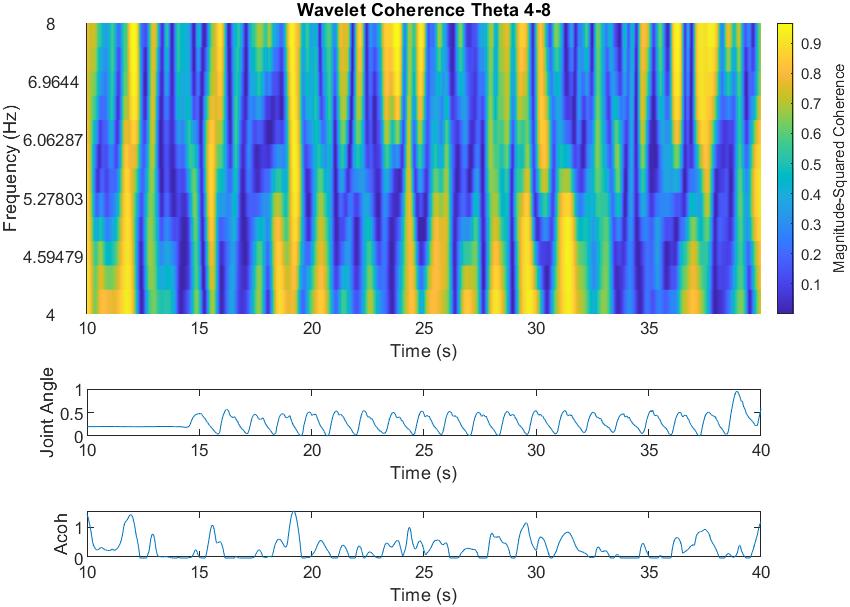 Wavelet Coherence Theta 4-8
8
6.9644
6.06287
5.27803
4.59479
4
Frequency (Hz)
10 15 20 25 30 35
Time (s)
0.9
0.8
0.7
0.6
0.5
0.4
0.3
0.2
0.1
Magnitude-Squared Coherence
Joint Angle
1
0.5
0
10 15 20 25 30 35 40
Time (s)
Acoh
1
0
10 15 20 25 30 35 40
Time (s)